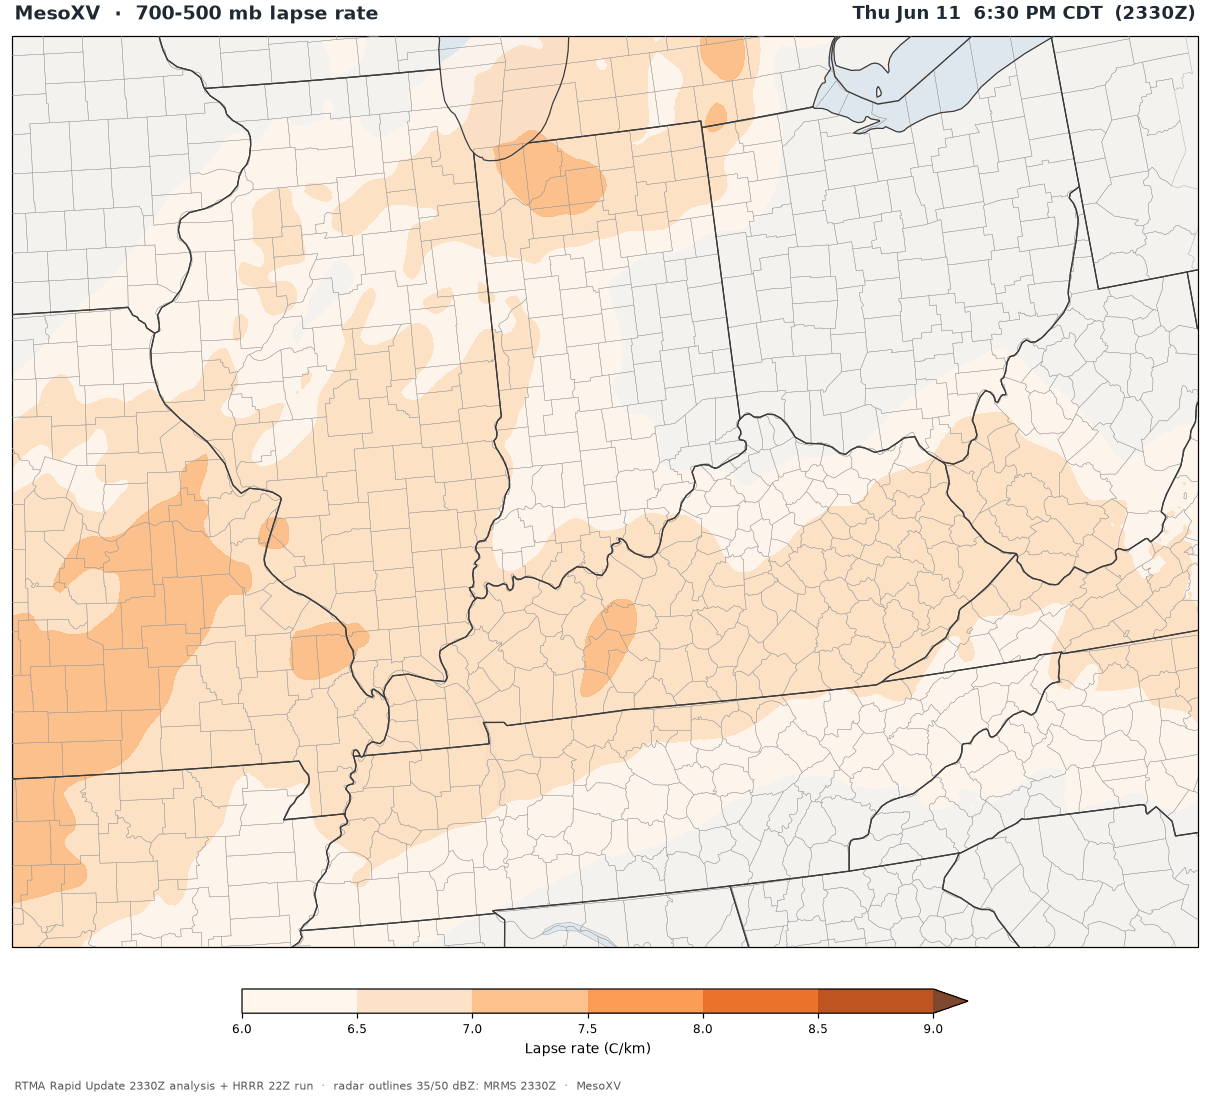 MesoXV · 700-500 mb lapse rate
Thu Jun 11 6:30 PM CDT (2330Z)
6.0 6.5 7.0 7.5 8.0 8.5 9.0
Lapse rate (C/km)
RTMA Rapid Update 2330Z analysis + HRRR 22Z run · radar outlines 35/50 dBZ: MRMS 2330Z · MesoXV